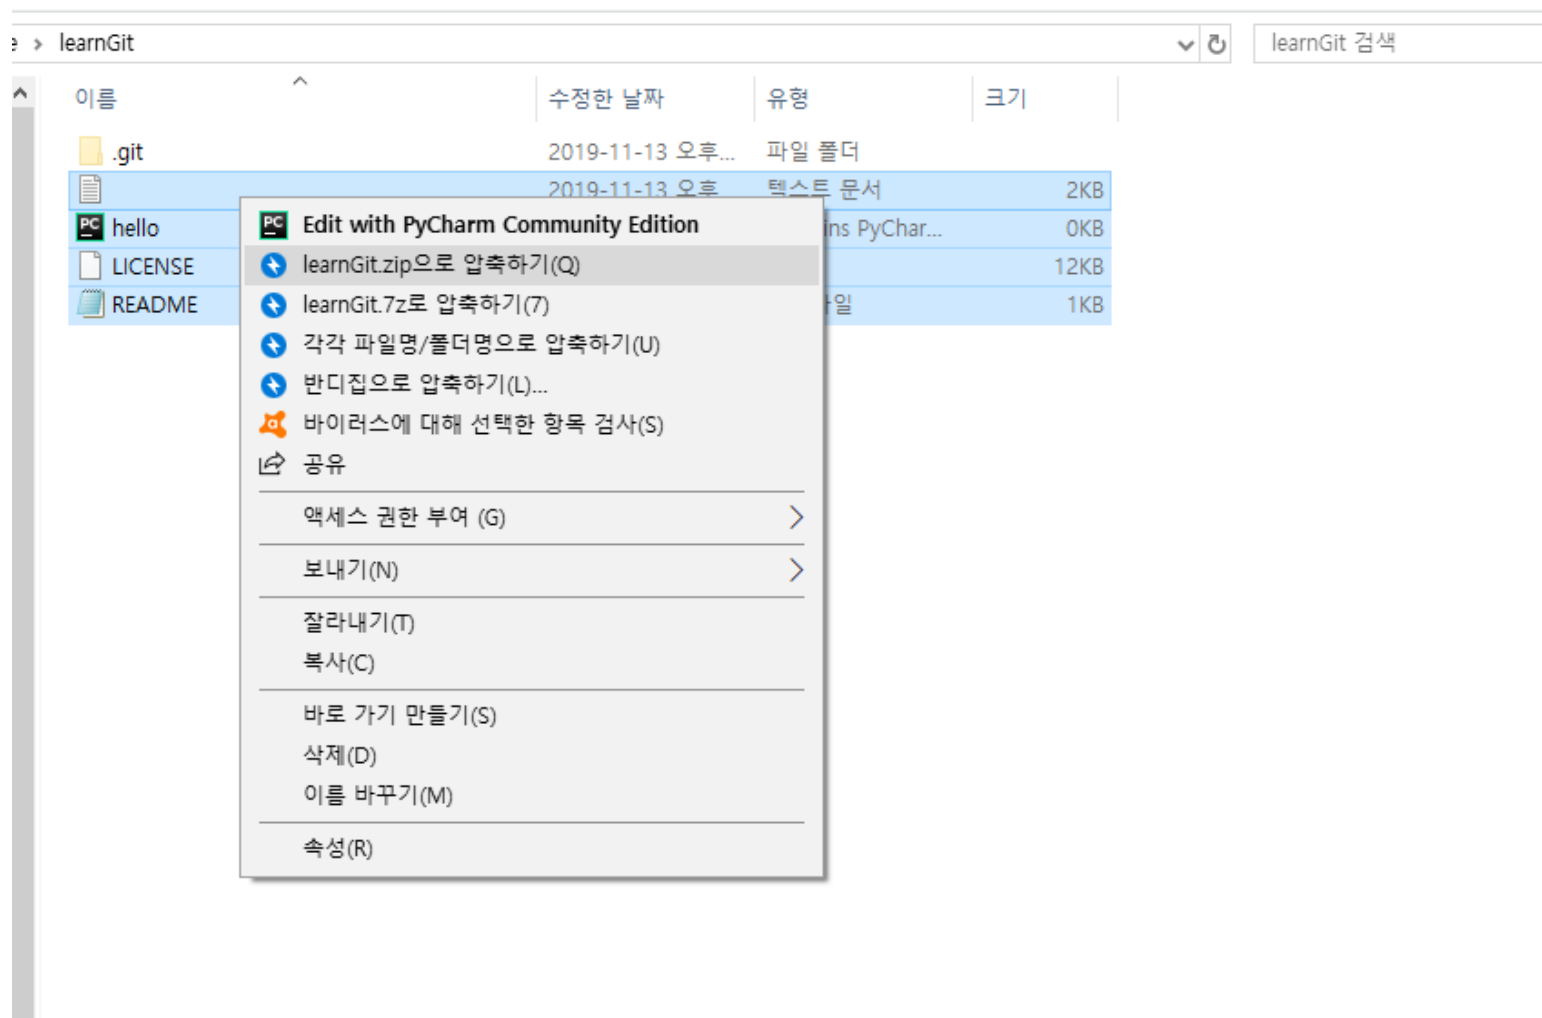 learnGit
learnGit 검색
이름 수정한 날짜 유형 크기
.git 2019-11-13 오후... 파일 폴더
2019-11-13 오후 텍스트 문서 2KB
hello ins PyChar... 0KB
LICENSE 12KB
README 일 1KB
Edit with PyCharm Community Edition
learnGit.zip으로 압축하기(Q)
learnGit.7z로 압축하기(7)
각각 파일명/폴더명으로 압축하기(U)
반디집으로 압축하기(L)...
바이러스에 대해 선택한 항목 검사(S)
공유
액세스 권한 부여 (G)
보내기(N)
잘라내기(T)
복사(C)
바로 가기 만들기(S)
삭제(D)
이름 바꾸기(M)
속성(R)